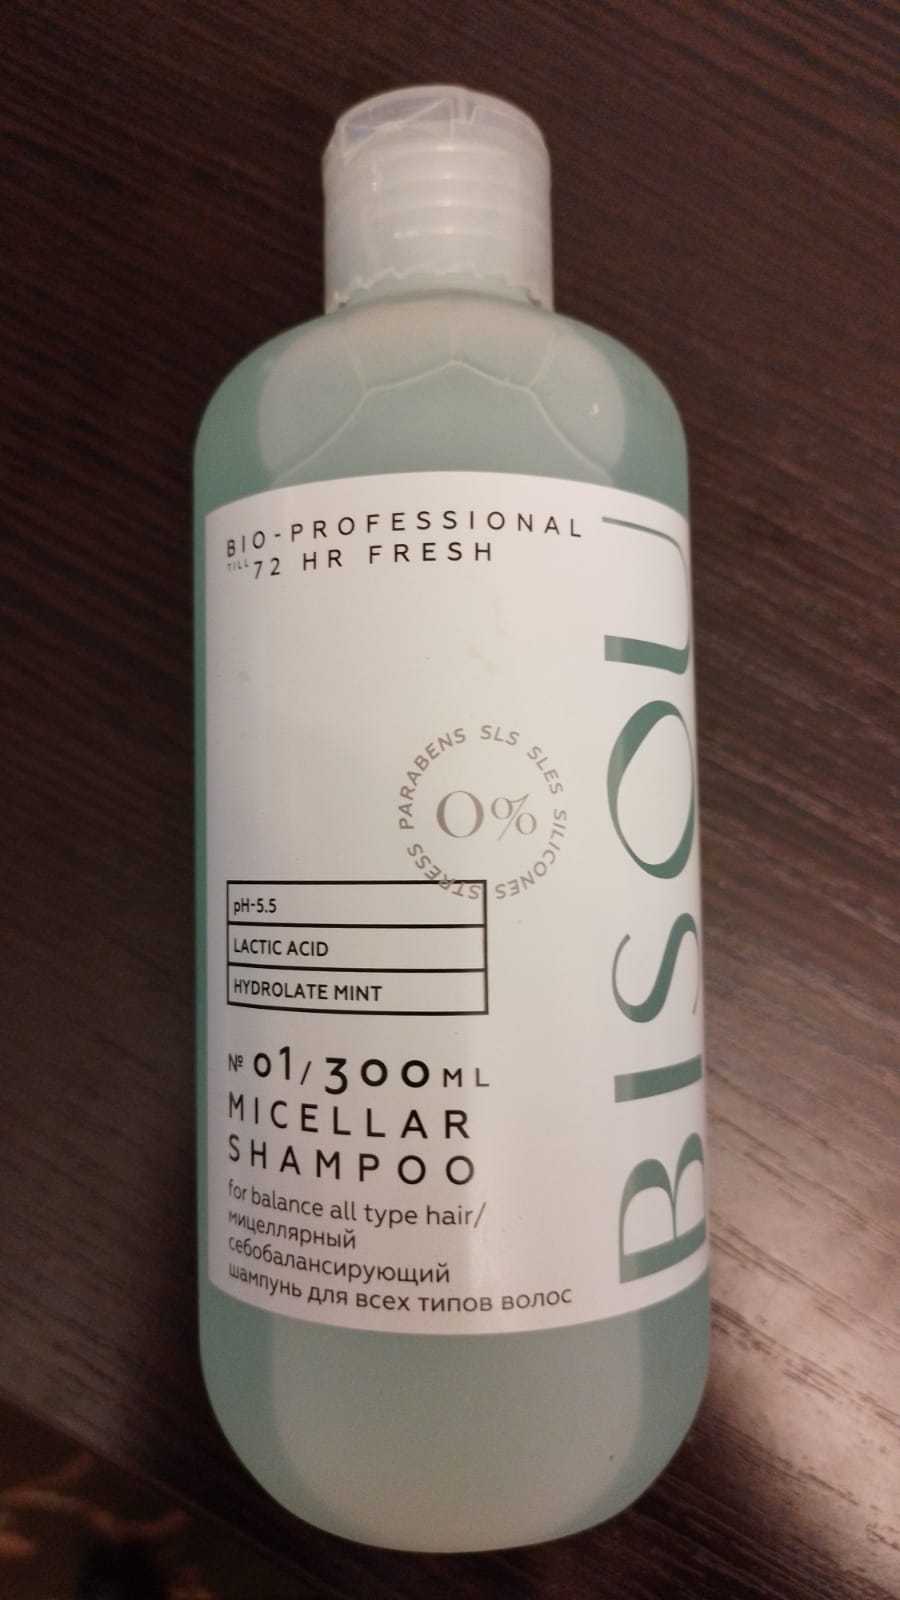 BIO-PROFESSIONAL
TILL 72 HR FRESH
PARABENS SLS SLES SILICONES STRESS
0%
pH-5.5
LACTIC ACID
HYDROLATE MINT
№ 01/300ML
MICELLAR
SHAMPOO
for balance all type hair/
мицеллярный
себобалансирующий
шампунь для всех типов волос
BISOU